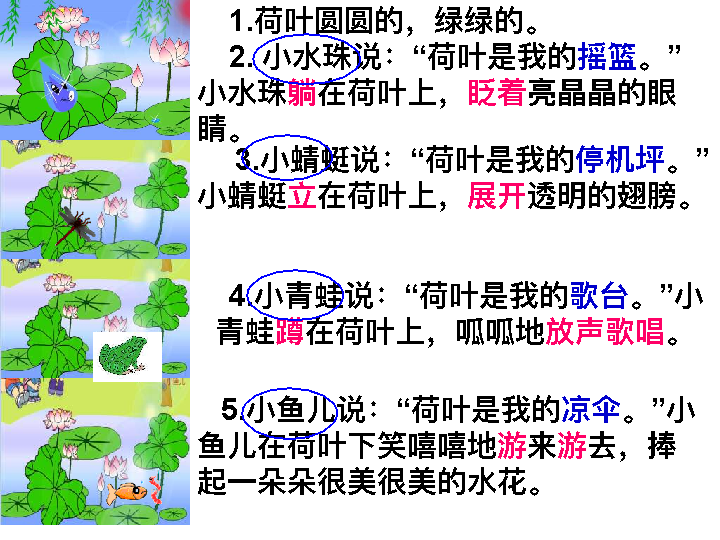 1.荷叶圆圆的，绿绿的。
2. 小水珠说：“荷叶是我的摇篮。”
小水珠躺在荷叶上，眨着亮晶晶的眼
睛。
3.小蜻蜓说：“荷叶是我的停机坪。”
小蜻蜓立在荷叶上，展开透明的翅膀。
4.小青蛙说：“荷叶是我的歌台。”小
青蛙蹲在荷叶上，呱呱地放声歌唱。
5.小鱼儿说：“荷叶是我的凉伞。”小
鱼儿在荷叶下笑嘻嘻地游来游去，捧
起一朵朵很美很美的水花。